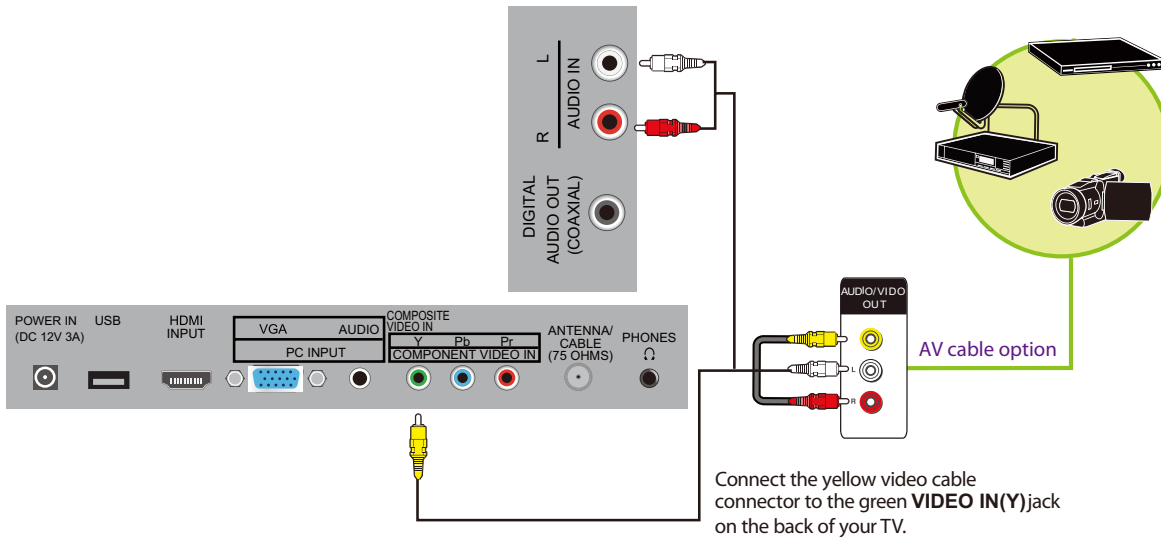 L
R
AUDIO IN
DIGITAL
AUDIO OUT
(COAXIAL)
POWER IN
(DC 12V 3A)
USB
HDMI
INPUT
VGA
AUDIO
PC INPUT
COMPOSITE
VIDEO IN
Y Pb Pr
COMPONENT VIDEO IN
ANTENNA/
CABLE
(75 OHMS)
PHONES
AUDIO/VIDO
OUT
L
R
AV cable option
Connect the yellow video cable
connector to the green VIDEO IN(Y)jack
on the back of your TV.